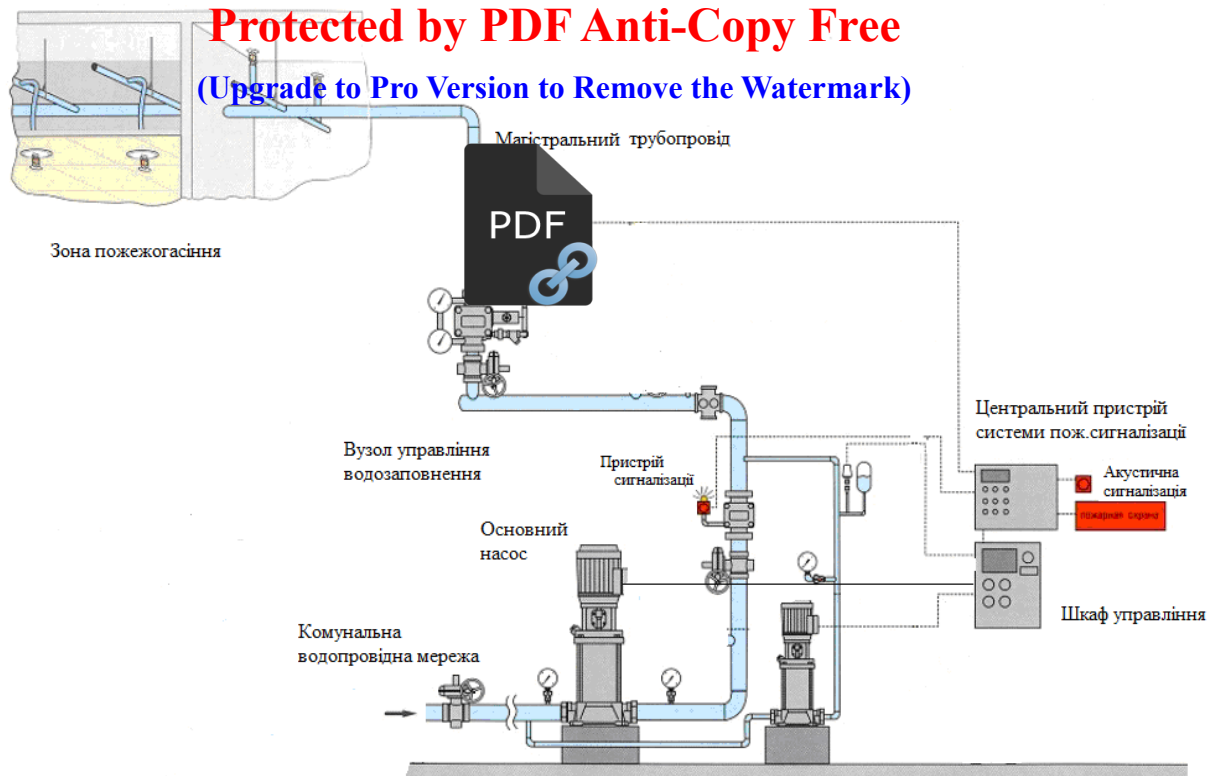 Protected by PDF Anti-Copy Free
(Upgrade to Pro Version to Remove the Watermark)
Магістральний трубопровід
PDF
Зона пожежогасіння
Центральний пристрій
системи пож.сигналізації
Вузол управління
водозаповнення
Пристрій
сигналізації
Акустична
сигналізація
пожарная охрана
Основний
насос
Шкаф управління
Комунальна
водопровідна мережа